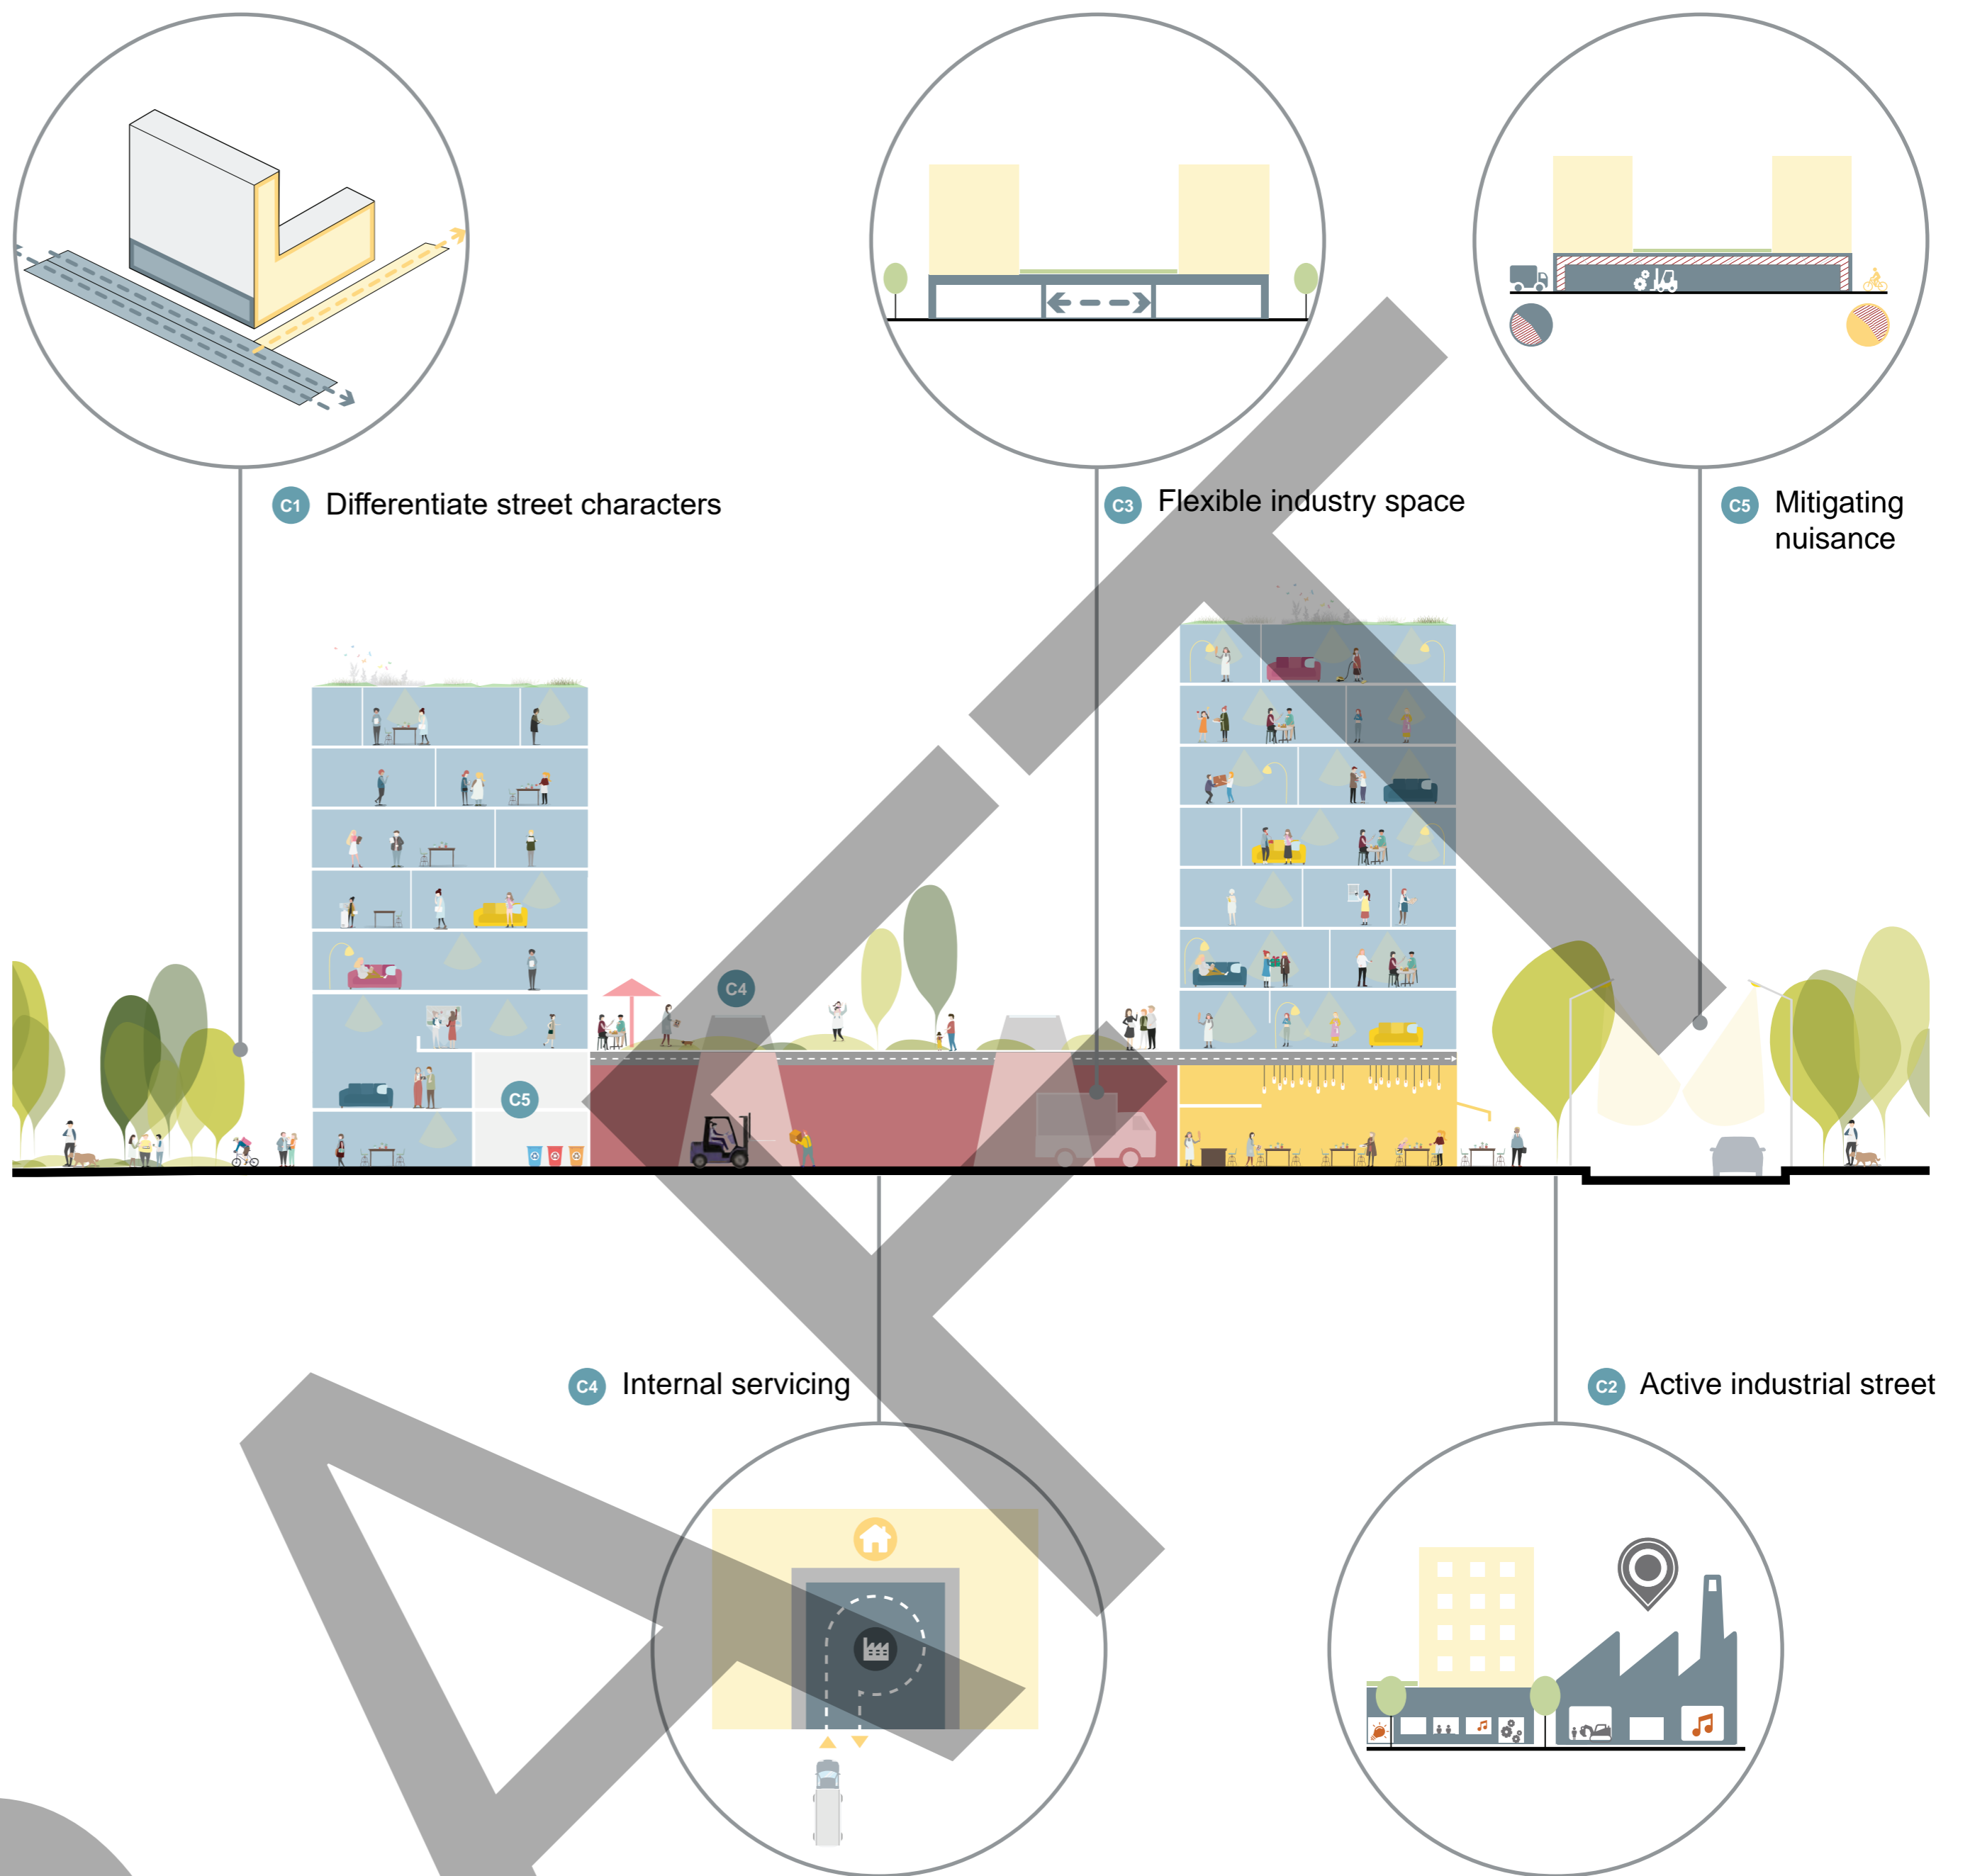 C1 Differentiate street characters
C3 Flexible industry space
C5 Mitigating
nuisance
C4
C5
C4 Internal servicing
C2 Active industrial street